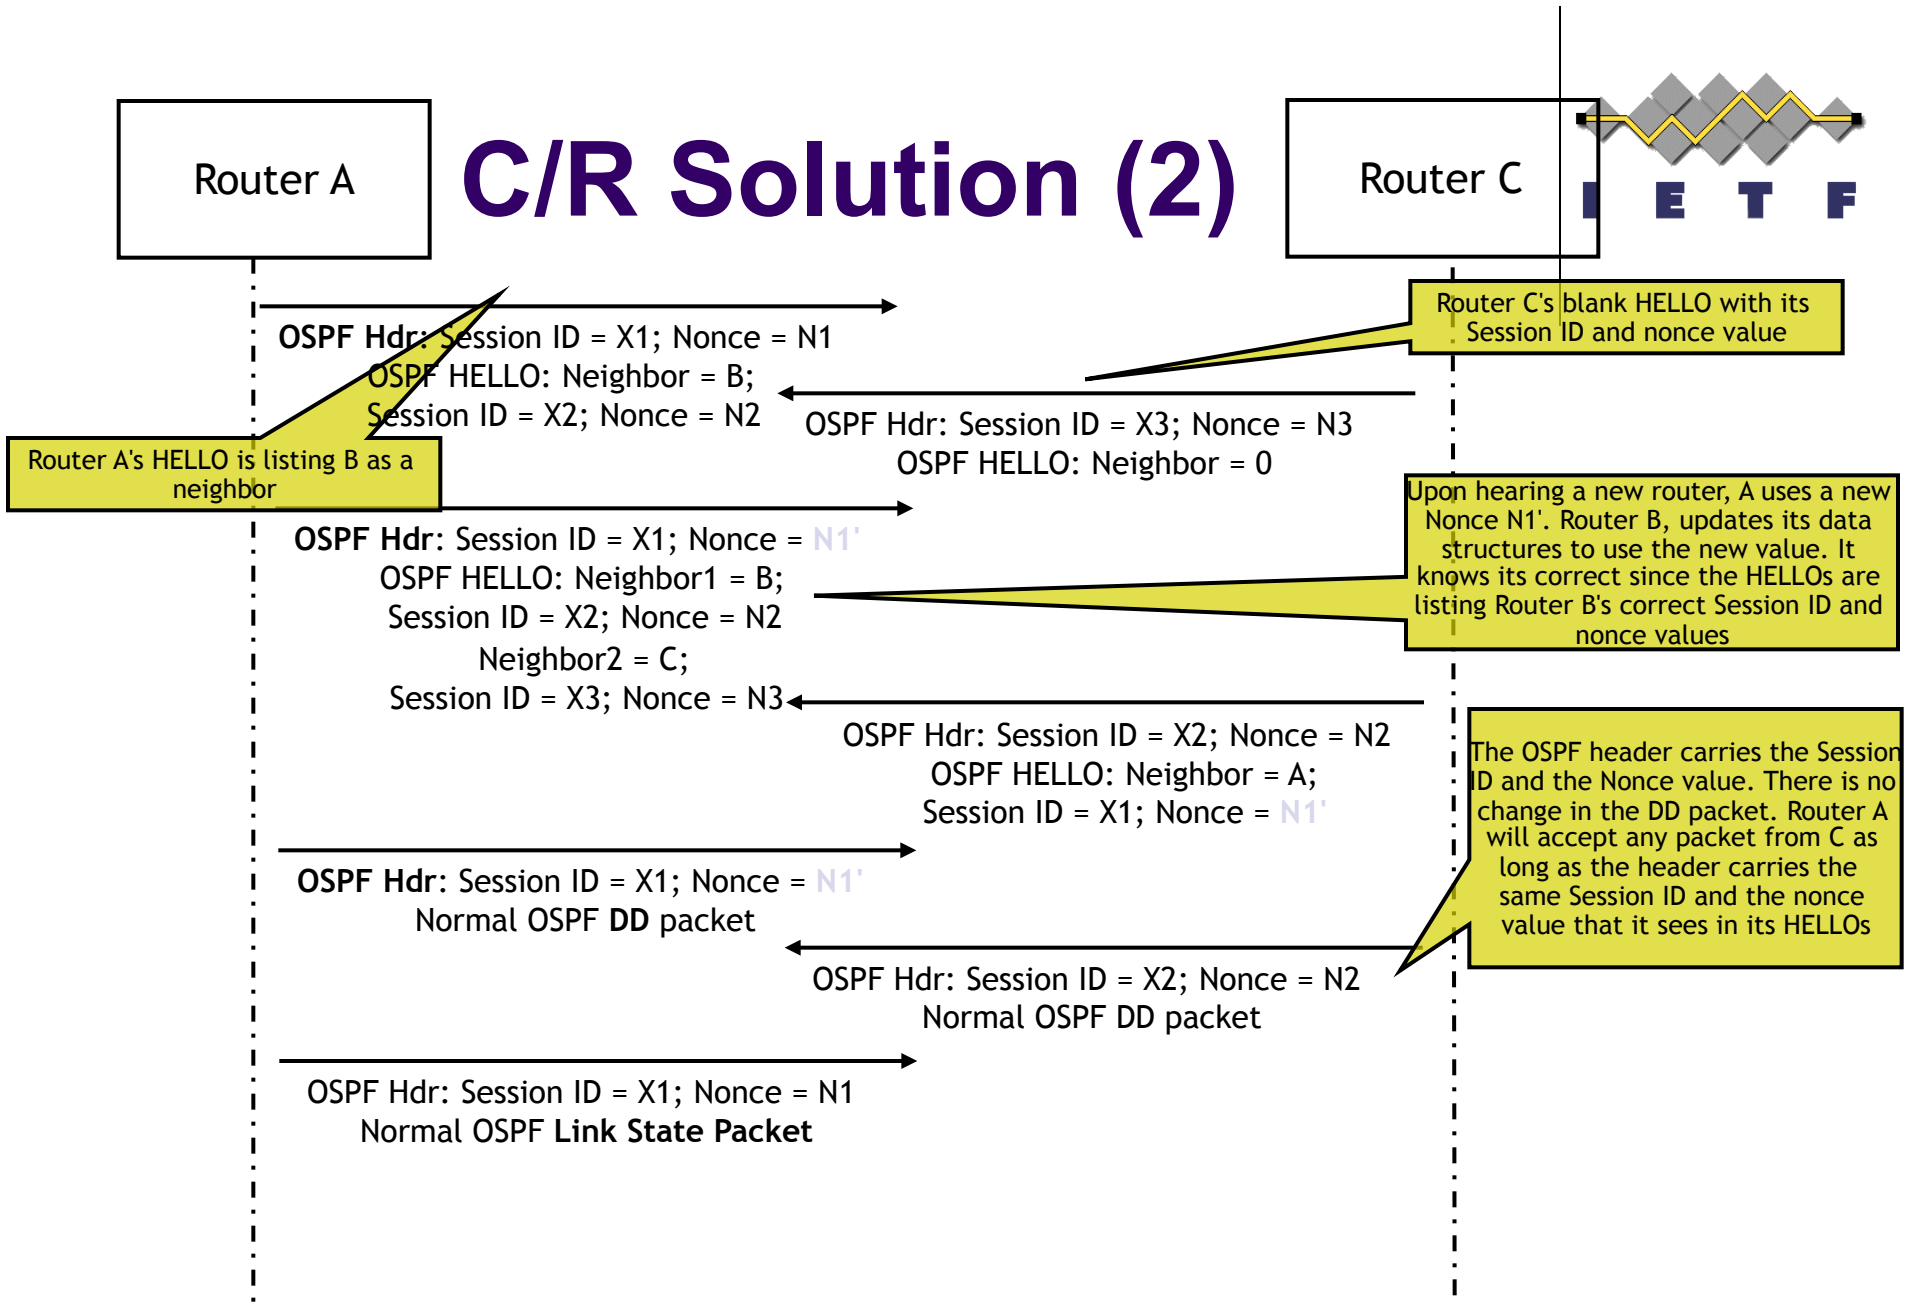 Router A
C/R Solution (2)
Router C
I E T F
OSPF Hdr: Session ID = X1; Nonce = N1
OSPF HELLO: Neighbor = B;
Session ID = X2; Nonce = N2
Router C's blank HELLO with its
Session ID and nonce value
OSPF Hdr: Session ID = X3; Nonce = N3
OSPF HELLO: Neighbor = 0
Router A's HELLO is listing B as a
neighbor
OSPF Hdr: Session ID = X1; Nonce = N1'
OSPF HELLO: Neighbor1 = B;
Session ID = X2; Nonce = N2
Neighbor2 = C;
Session ID = X3; Nonce = N3
Upon hearing a new router, A uses a new
Nonce N1'. Router B, updates its data
structures to use the new value. It
knows its correct since the HELLOs are
listing Router B's correct Session ID and
nonce values
OSPF Hdr: Session ID = X2; Nonce = N2
OSPF HELLO: Neighbor = A;
Session ID = X1; Nonce = N1'
The OSPF header carries the Session
ID and the Nonce value. There is no
change in the DD packet. Router A
will accept any packet from C as
long as the header carries the
same Session ID and the nonce
value that it sees in its HELLOs
OSPF Hdr: Session ID = X1; Nonce = N1'
Normal OSPF DD packet
OSPF Hdr: Session ID = X2; Nonce = N2
Normal OSPF DD packet
OSPF Hdr: Session ID = X1; Nonce = N1
Normal OSPF Link State Packet